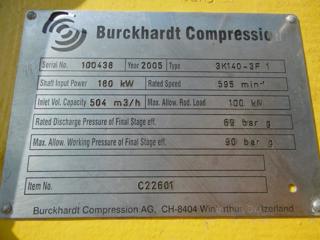 Burckhardt Compressio
Serial No. 100438 Year 2005 Type 3K140-3F 1
Shaft Input Power 160 kW Rated Speed 595 min-1
Inlet Vol. Capacity 504 m3/h Max. Allow. Rod. Load 100 kN
Rated Discharge Pressure of Final Stage eff. 69 bar g
Max. Allow. Working Pressure of Final Stage eff. 90 bar g
Item No. C22601
Burckhardt Compression AG, CH-8404